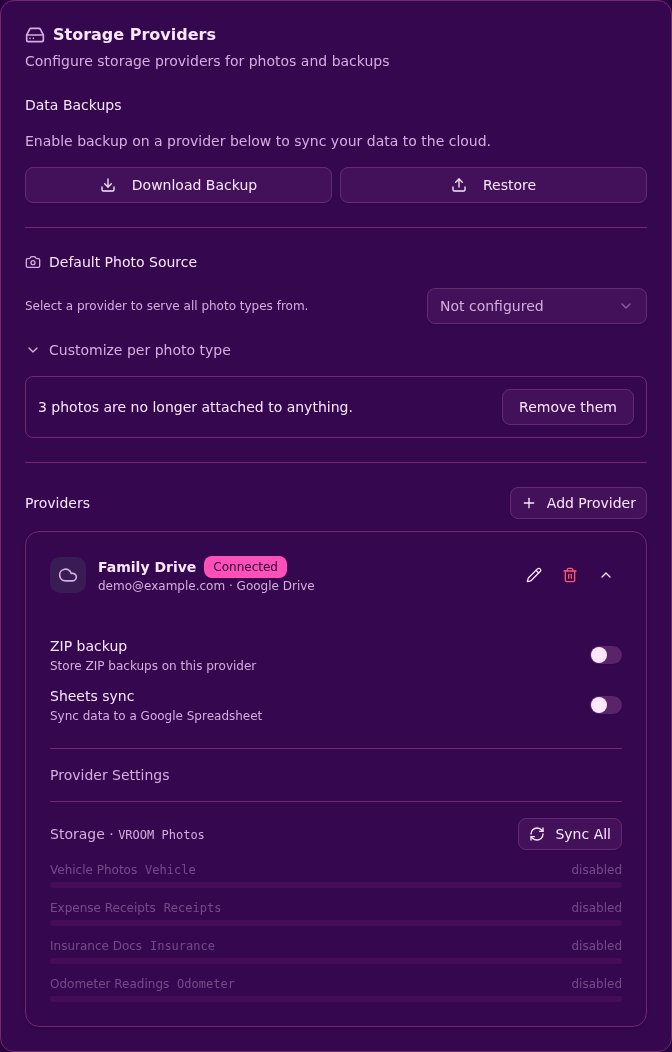 Storage Providers
Configure storage providers for photos and backups
Data Backups
Enable backup on a provider below to sync your data to the cloud.
Download Backup
Restore
Default Photo Source
Select a provider to serve all photo types from.
Not configured
Customize per photo type
3 photos are no longer attached to anything.
Remove them
Providers
Add Provider
Family Drive
Connected
demo@example.com · Google Drive
ZIP backup
Store ZIP backups on this provider
Sheets sync
Sync data to a Google Spreadsheet
Provider Settings
Storage · VROOM Photos
Sync All
Vehicle Photos Vehicle
disabled
Expense Receipts Receipts
disabled
Insurance Docs Insurance
disabled
Odometer Readings Odometer
disabled